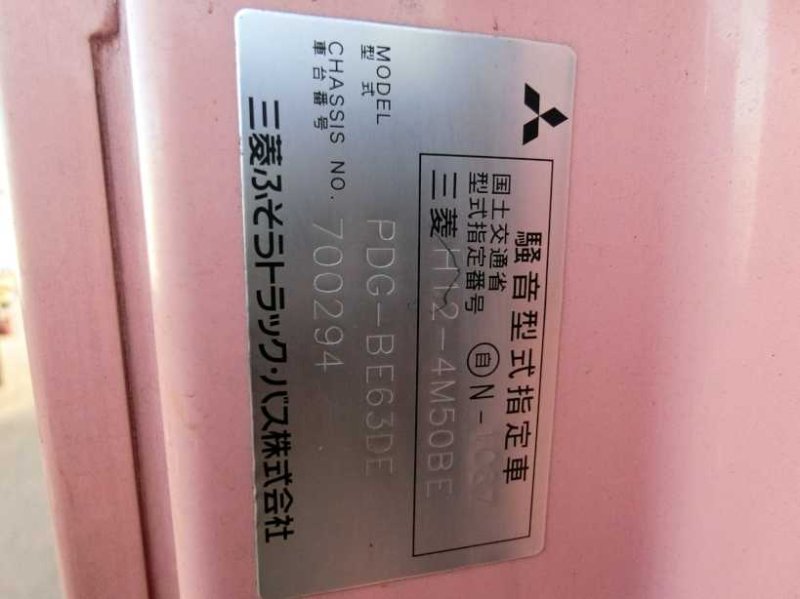 騒音型式指定車
国土交通省
型式指定番号 自 N-
三菱 H12-4M50BE
MODEL
型式 PDG-BE63DE
CHASSIS NO.
車台番号 700294
三菱ふそうトラック・バス株式会社